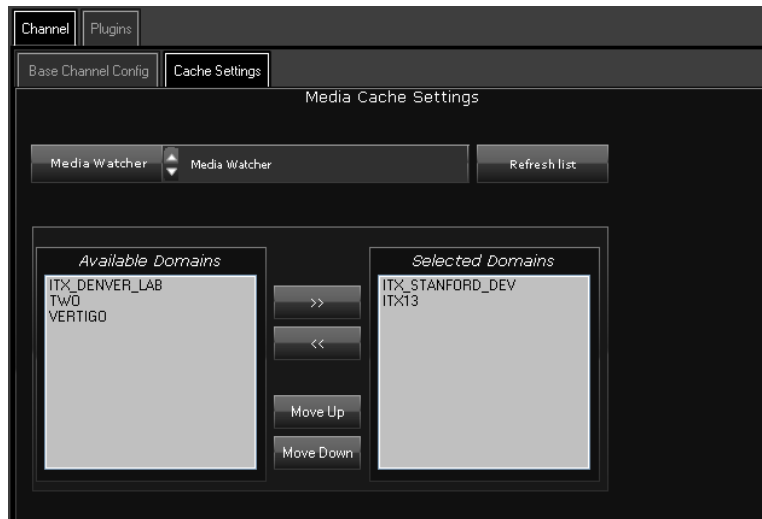 Channel Plugins
Base Channel Config Cache Settings
Media Cache Settings
Media Watcher Media Watcher Refresh list
Available Domains
ITX_DENVER_LAB
TWO
VERTIGO
>>
<<
Move Up
Move Down
Selected Domains
ITX_STANFORD_DEV
ITX13